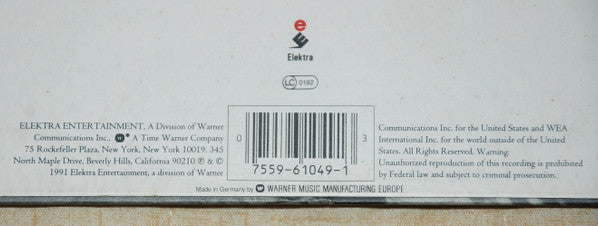 e
Elektra
LC 0192
ELEKTRA ENTERTAINMENT, A Division of Warner
Communications Inc., A Time Warner Company
75 Rockefeller Plaza, New York, New York. 345
North Maple Drive, Beverly Hills, California 90210 ℗ & ©
1991 Elektra Entertainment, a division of Warner
0 3
7559-61049-1
Communications Inc. for the United States and WEA
International Inc. for the world outside of the United
States. All Rights Reserved. Warning:
Unauthorized reproduction of this recording is prohibited
by Federal law and subject to criminal prosecution.
Made in Germany by WARNER MUSIC MANUFACTURING EUROPE